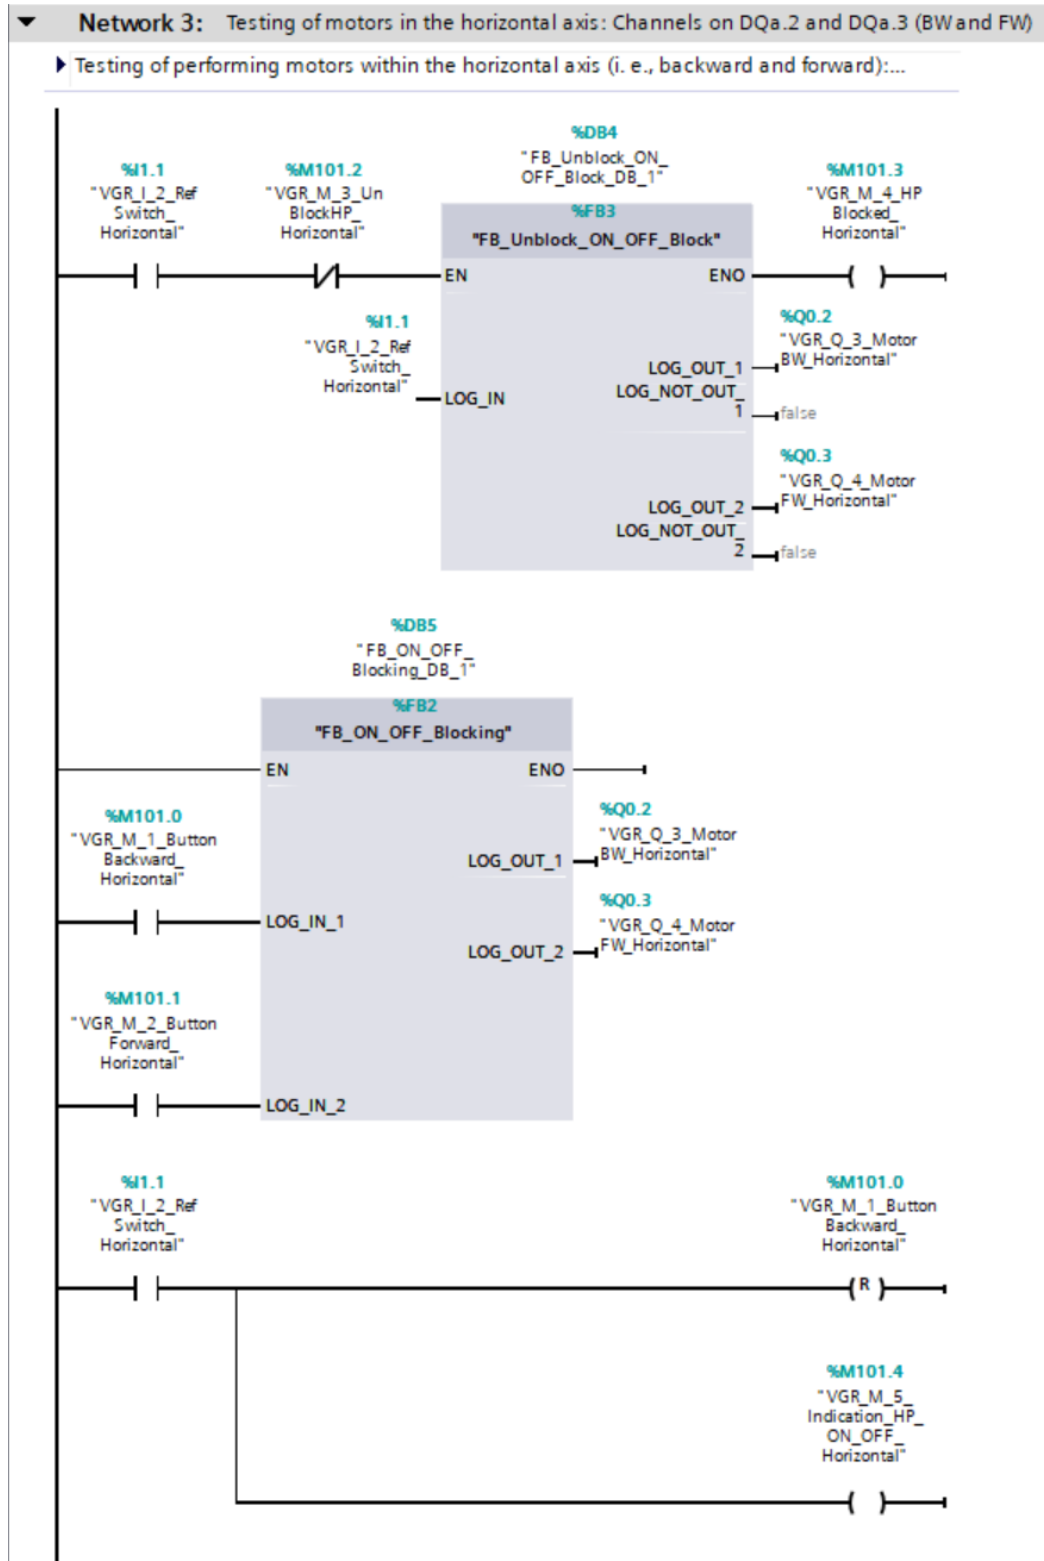 Network 3: Testing of motors in the horizontal axis: Channels on DQa.2 and DQa.3 (BW and FW)
Testing of performing motors within the horizontal axis (i. e., backward and forward):...
%DB4
"FB_Unblock_ON_
OFF_Block_DB_1"
%I1.1
"VGR_I_2_Ref
Switch_
Horizontal"
%M101.2
"VGR_M_3_Un
BlockHP_
Horizontal"
%FB3
"FB_Unblock_ON_OFF_Block"
%M101.3
"VGR_M_4_HP
Blocked_
Horizontal"
EN
ENO
%I1.1
"VGR_I_2_Ref
Switch_
Horizontal"
LOG_IN
LOG_OUT_1
%Q0.2
"VGR_Q_3_Motor
BW_Horizontal"
LOG_NOT_OUT_
1
false
LOG_OUT_2
%Q0.3
"VGR_Q_4_Motor
FW_Horizontal"
LOG_NOT_OUT_
2
false
%DB5
"FB_ON_OFF_
Blocking_DB_1"
%FB2
"FB_ON_OFF_Blocking"
EN
ENO
%M101.0
"VGR_M_1_Button
Backward_
Horizontal"
LOG_IN_1
LOG_OUT_1
%Q0.2
"VGR_Q_3_Motor
BW_Horizontal"
LOG_OUT_2
%Q0.3
"VGR_Q_4_Motor
FW_Horizontal"
%M101.1
"VGR_M_2_Button
Forward_
Horizontal"
LOG_IN_2
%I1.1
"VGR_I_2_Ref
Switch_
Horizontal"
%M101.0
"VGR_M_1_Button
Backward_
Horizontal"
R
%M101.4
"VGR_M_5_
Indication_HP_
ON_OFF_
Horizontal"